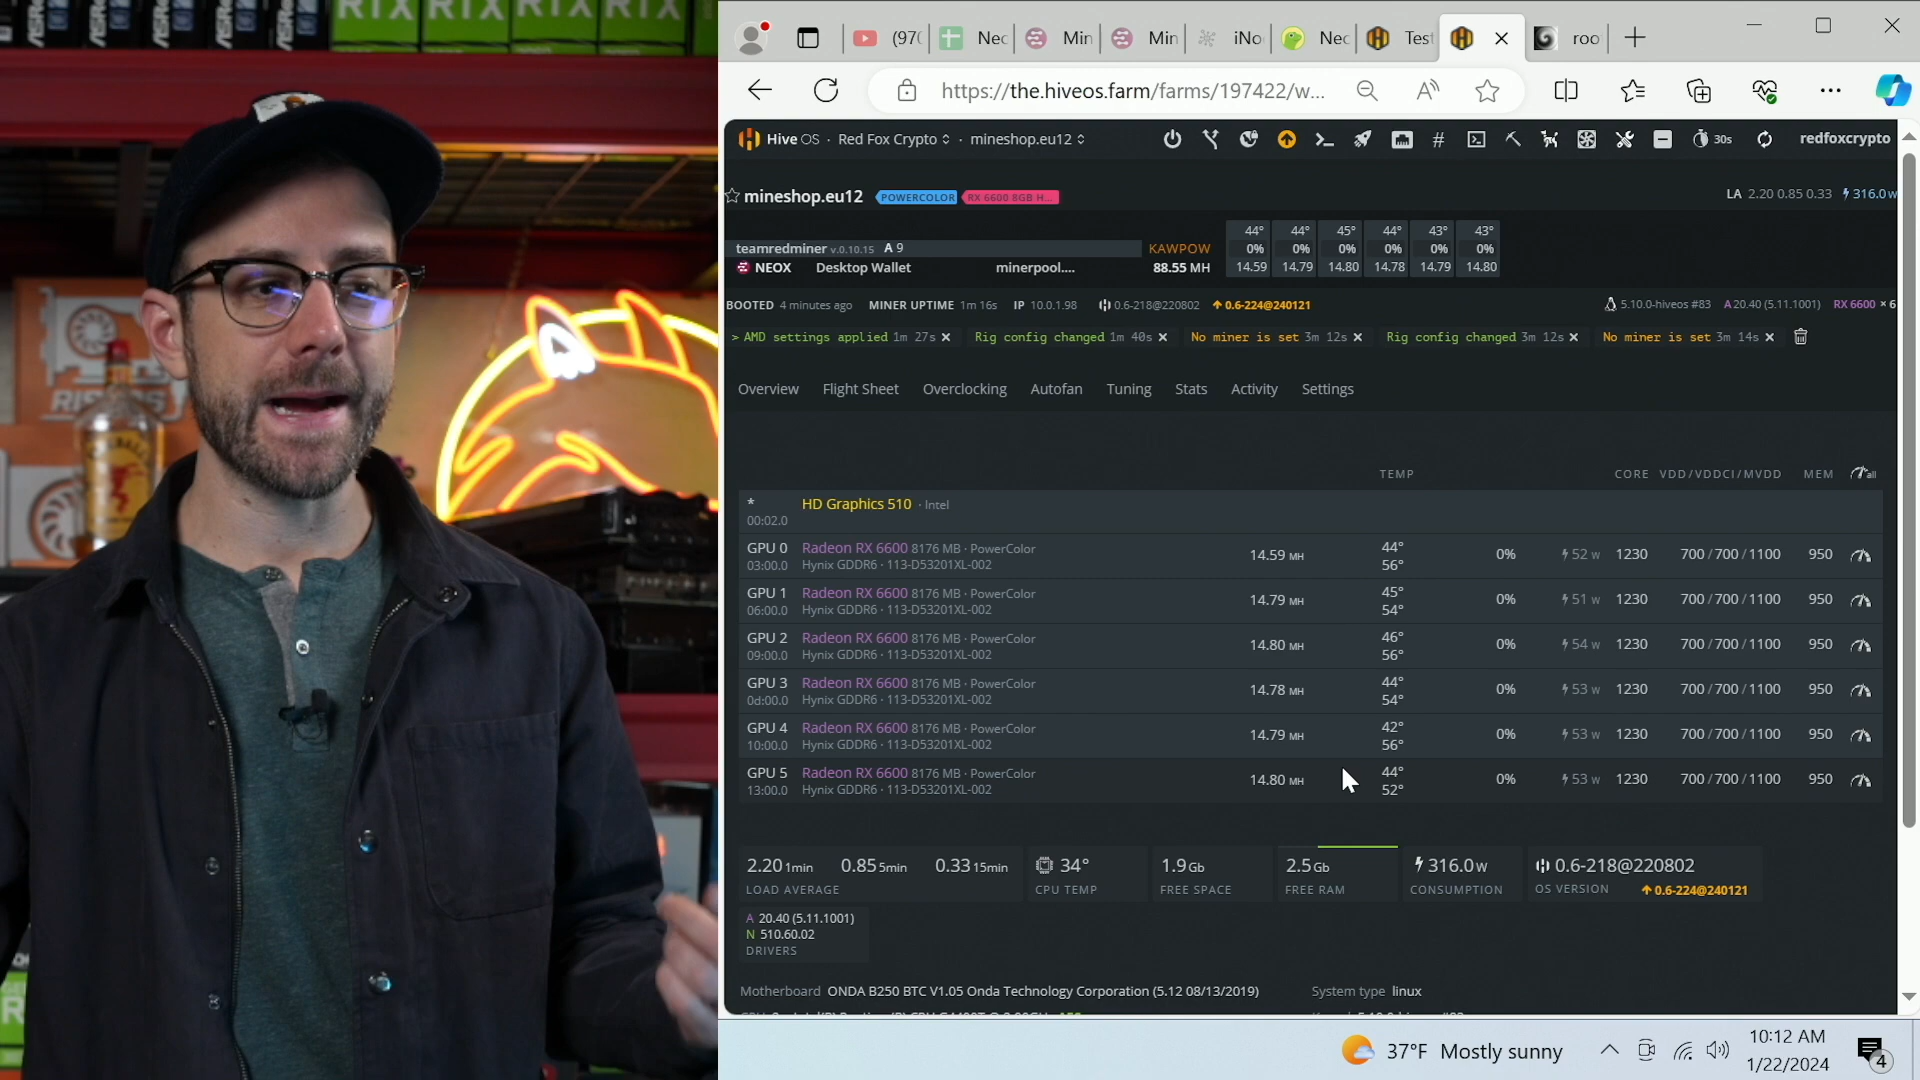 RTX RTX RTX RTX
ASRock
(970
Nec
Min
Min
iNo
Nec
Test
roo
https://the.hiveos.farm/farms/197422/w...
Hive OS · Red Fox Crypto · mineshop.eu12
30s
redfoxcrypto
mineshop.eu12 POWERCOLOR RX 6600 8GB H...
LA 2.20 0.85 0.33 316.0w
44° 44° 45° 44° 43° 43°
teamredminer v.0.10.15 A 9 KAWPOW 0% 0% 0% 0% 0% 0%
NEOX Desktop Wallet minerpool.... 88.55 MH 14.59 14.79 14.80 14.78 14.79 14.80
BOOTED 4 minutes ago MINER UPTIME 1m 16s IP 10.0.1.98 0.6-218@220802 0.6-224@240121 5.10.0-hiveos #83 A 20.40 (5.11.1001) RX 6600 × 6
> AMD settings applied 1m 27s × Rig config changed 1m 40s × No miner is set 3m 12s × Rig config changed 3m 12s × No miner is set 3m 14s ×
Overview Flight Sheet Overclocking Autofan Tuning Stats Activity Settings
TEMP CORE VDD/VDDCI/MVDD MEM all
* HD Graphics 510 · Intel
00:02.0
GPU 0 Radeon RX 6600 8176 MB · PowerColor 14.59 MH 44° 0% 52 w 1230 700/700/1100 950
03:00.0 Hynix GDDR6 · 113-D53201XL-002 56°
GPU 1 Radeon RX 6600 8176 MB · PowerColor 14.79 MH 45° 0% 51 w 1230 700/700/1100 950
06:00.0 Hynix GDDR6 · 113-D53201XL-002 54°
GPU 2 Radeon RX 6600 8176 MB · PowerColor 14.80 MH 46° 0% 54 w 1230 700/700/1100 950
09:00.0 Hynix GDDR6 · 113-D53201XL-002 56°
GPU 3 Radeon RX 6600 8176 MB · PowerColor 14.78 MH 44° 0% 53 w 1230 700/700/1100 950
0d:00.0 Hynix GDDR6 · 113-D53201XL-002 54°
GPU 4 Radeon RX 6600 8176 MB · PowerColor 14.79 MH 42° 0% 53 w 1230 700/700/1100 950
10:00.0 Hynix GDDR6 · 113-D53201XL-002 56°
GPU 5 Radeon RX 6600 8176 MB · PowerColor 14.80 MH 44° 0% 53 w 1230 700/700/1100 950
13:00.0 Hynix GDDR6 · 113-D53201XL-002 52°
2.20 1min 0.85 5min 0.33 15min 34° 1.9 Gb 2.5 Gb 316.0 w 0.6-218@220802
LOAD AVERAGE CPU TEMP FREE SPACE FREE RAM CONSUMPTION OS VERSION 0.6-224@240121
A 20.40 (5.11.1001)
N 510.60.02
DRIVERS
Motherboard ONDA B250 BTC V1.05 Onda Technology Corporation (5.12 08/13/2019) System type linux
37°F Mostly sunny
10:12 AM
1/22/2024
4